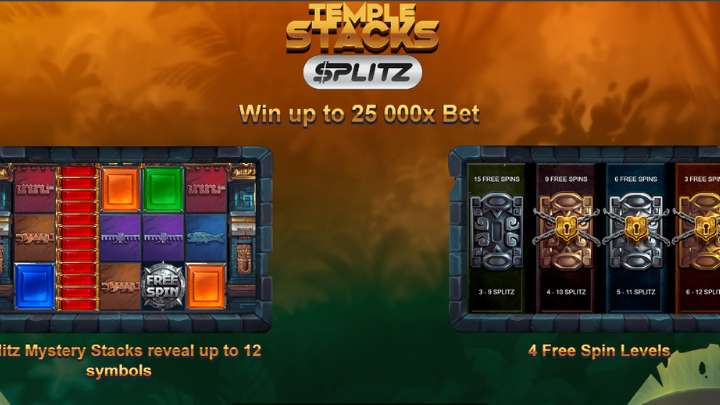 TEMPLE
STACKS
$PLITZ
Win up to 25 000x Bet
FREE
SPIN
15 FREE SPINS
9 FREE SPINS
6 FREE SPINS
3 FREE
3 - 9 SPLITZ
4 - 10 SPLITZ
5 - 11 SPLITZ
6 - 12 SPLITZ
litz Mystery Stacks reveal up to 12
symbols
4 Free Spin Levels